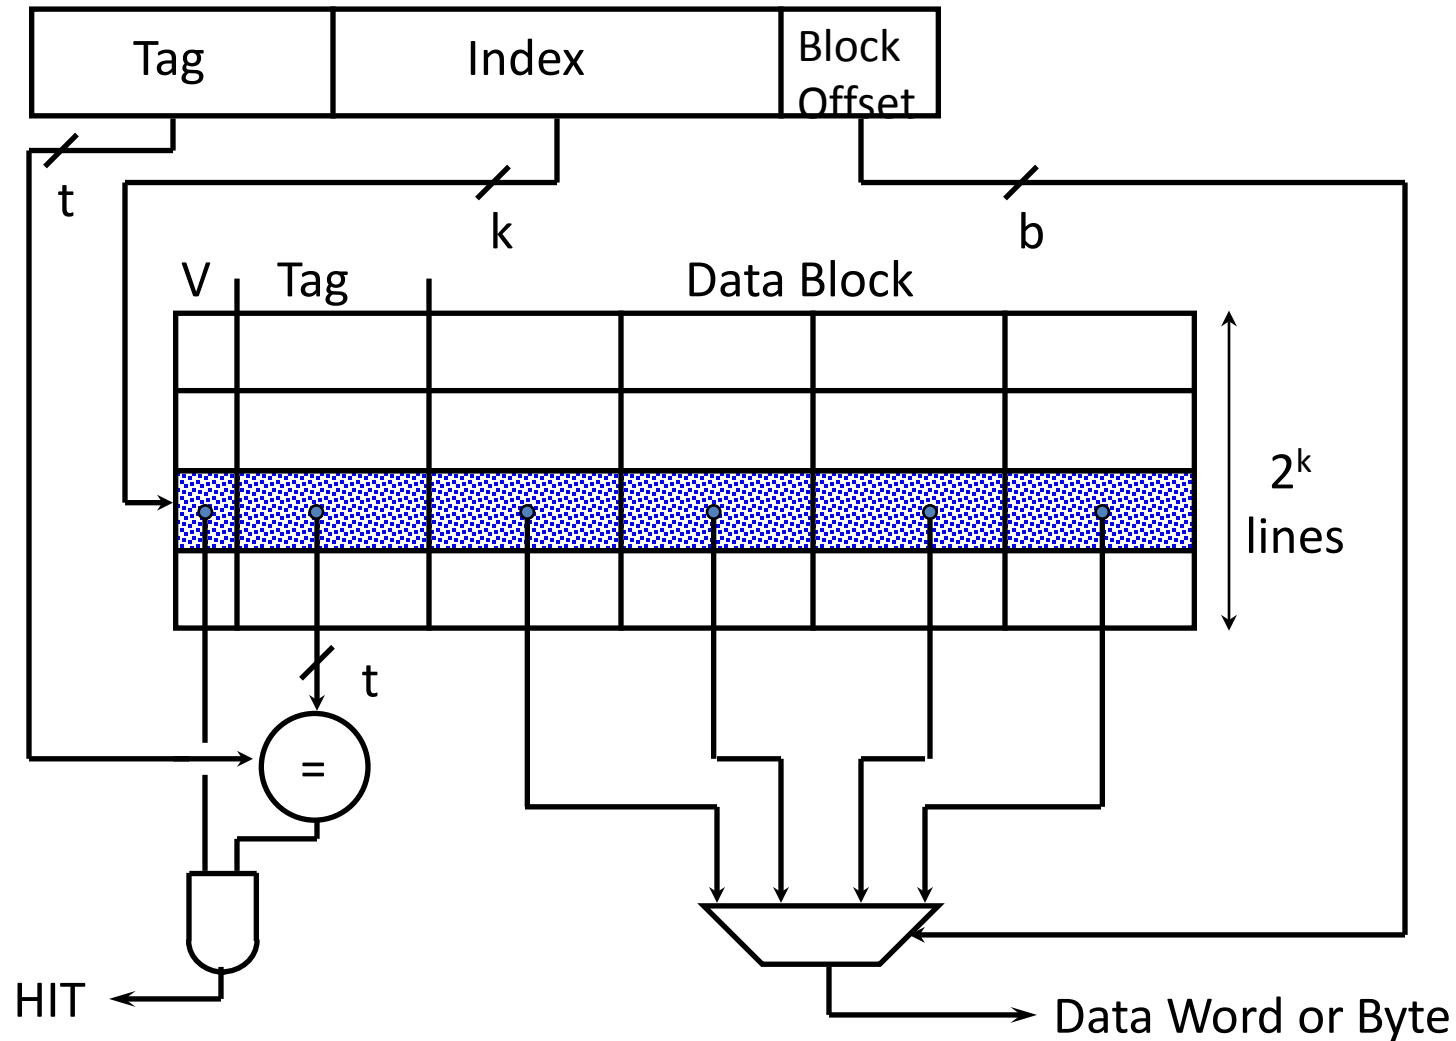 Tag
Index
Block
Offset
t
k
b
V
Tag
Data Block
2ᵏ
lines
t
=
HIT
Data Word or Byte